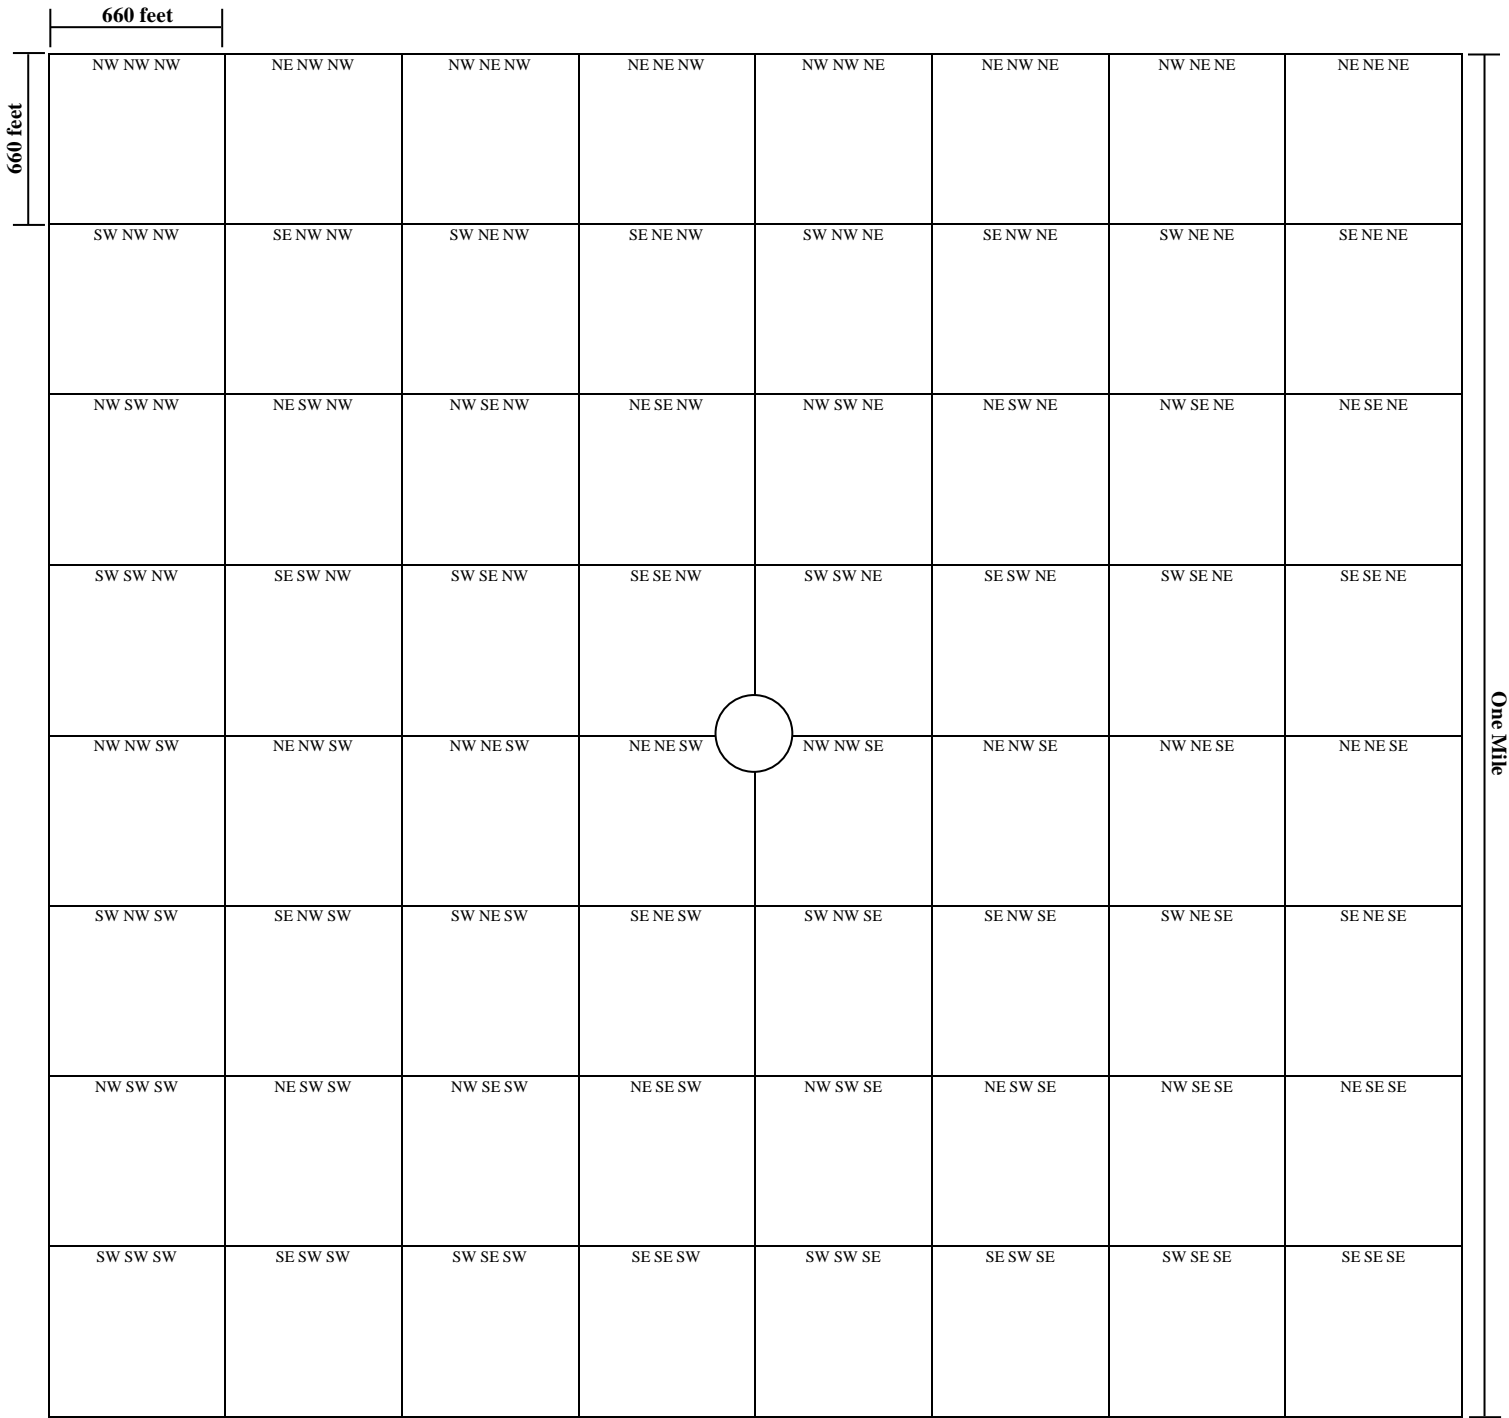 660 feet
660 feet
NW NW NW NE NW NW NW NE NW NE NE NW NW NW NE NE NW NE NW NE NE NE NE NE
SW NW NW SE NW NW SW NE NW SE NE NW SW NW NE SE NW NE SW NE NE SE NE NE
NW SW NW NE SW NW NW SE NW NE SE NW NW SW NE NE SW NE NW SE NE NE SE NE
SW SW NW SE SW NW SW SE NW SE SE NW SW SW NE SE SW NE SW SE NE SE SE NE
One Mile
NW NW SW NE NW SW NW NE SW NE NE SW NW NW SE NE NW SE NW NE SE NE NE SE
SW NW SW SE NW SW SW NE SW SE NE SW SW NW SE SE NW SE SW NE SE SE NE SE
NW SW SW NE SW SW NW SE SW NE SE SW NW SW SE NE SW SE NW SE SE NE SE SE
SW SW SW SE SW SW SW SE SW SE SE SW SW SW SE SE SW SE SW SE SE SE SE SE